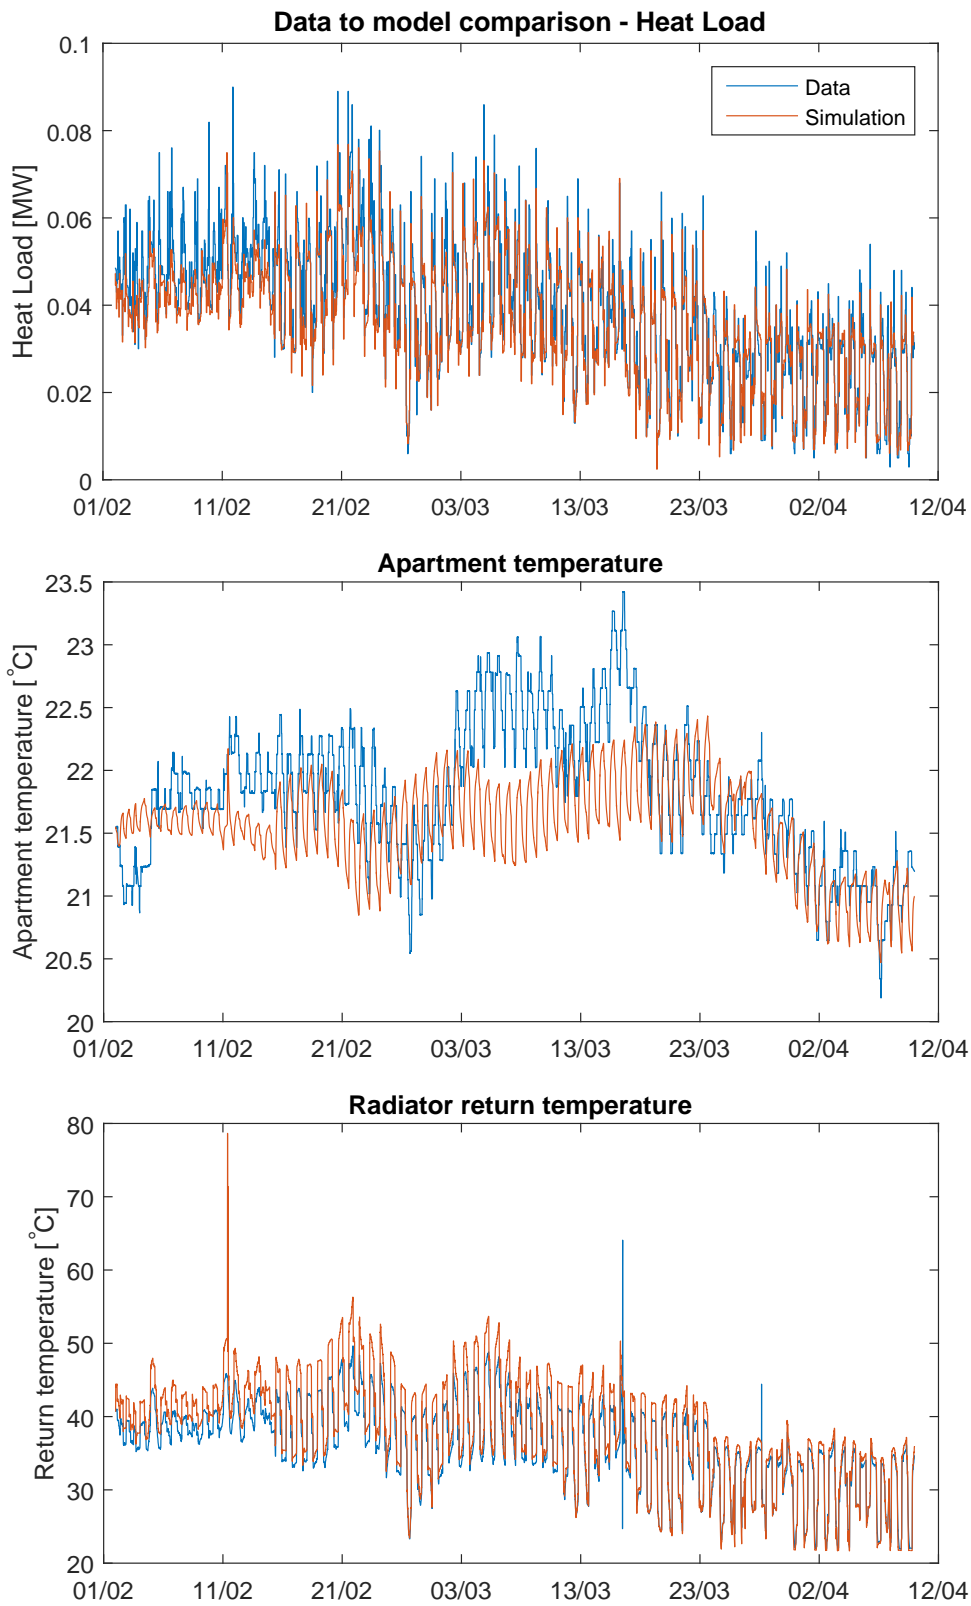 Data to model comparison - Heat Load
0.1
0.08
0.06
0.04
0.02
0
Heat Load [MW]
Data
Simulation
01/02 11/02 21/02 03/03 13/03 23/03 02/04 12/04
Apartment temperature
23.5
23
22.5
22
21.5
21
20.5
20
Apartment temperature [°C]
01/02 11/02 21/02 03/03 13/03 23/03 02/04 12/04
Radiator return temperature
80
70
60
50
40
30
20
Return temperature [°C]
01/02 11/02 21/02 03/03 13/03 23/03 02/04 12/04